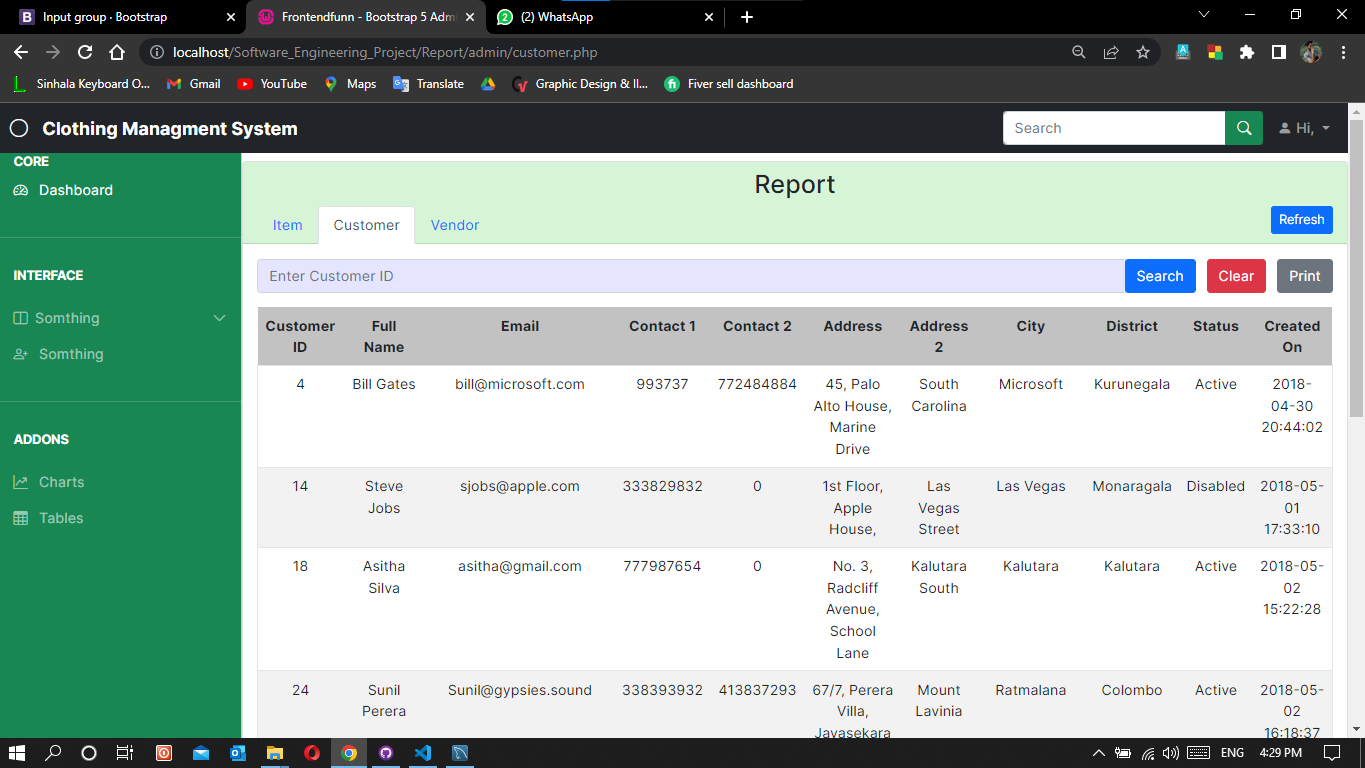 Input group · Bootstrap
Frontendfunn - Bootstrap 5 Adm
(2) WhatsApp
localhost/Software_Engineering_Project/Report/admin/customer.php
Sinhala Keyboard O...
Gmail
YouTube
Maps
Translate
Graphic Design & Il...
Fiver sell dashboard
Clothing Managment System
Search
Hi,
CORE
Dashboard
INTERFACE
Somthing
Somthing
ADDONS
Charts
Tables
Report
Item
Customer
Vendor
Refresh
Enter Customer ID
Search
Clear
Print
Customer ID
Full Name
Email
Contact 1
Contact 2
Address
Address 2
City
District
Status
Created On
4
Bill Gates
bill@microsoft.com
993737
772484884
45, Palo
Alto House,
Marine
Drive
South
Carolina
Microsoft
Kurunegala
Active
2018-
04-30
20:44:02
14
Steve
Jobs
sjobs@apple.com
333829832
0
1st Floor,
Apple
House,
Las
Vegas
Street
Las Vegas
Monaragala
Disabled
2018-05-
01
17:33:10
18
Asitha
Silva
asitha@gmail.com
777987654
0
No. 3,
Radcliff
Avenue,
School
Lane
Kalutara
South
Kalutara
Kalutara
Active
2018-05-
02
15:22:28
24
Sunil
Perera
Sunil@gypsies.sound
338393932
413837293
67/7, Perera
Villa,
Jayasekara
Mount
Lavinia
Ratmalana
Colombo
Active
2018-05-
02
16:18:37
ENG
4:29 PM